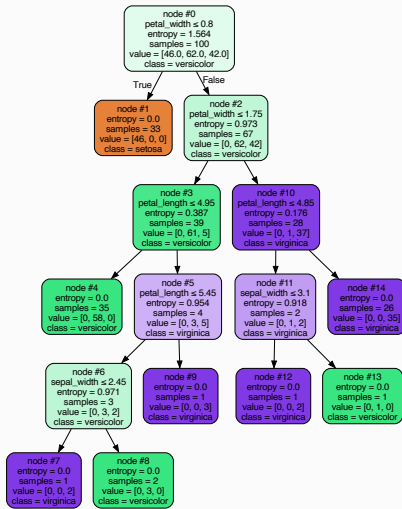 node #0
petal_width ≤ 0.8
entropy = 1.564
samples = 100
value = [46.0, 62.0, 42.0]
class = versicolor
True
False
node #1
entropy = 0.0
samples = 33
value = [46, 0, 0]
class = setosa
node #2
petal_width ≤ 1.75
entropy = 0.973
samples = 67
value = [0, 62, 42]
class = versicolor
node #3
petal_length ≤ 4.95
entropy = 0.387
samples = 39
value = [0, 61, 5]
class = versicolor
node #10
petal_length ≤ 4.85
entropy = 0.176
samples = 28
value = [0, 1, 37]
class = virginica
node #4
entropy = 0.0
samples = 35
value = [0, 58, 0]
class = versicolor
node #5
petal_length ≤ 5.45
entropy = 0.954
samples = 4
value = [0, 3, 5]
class = virginica
node #11
sepal_width ≤ 3.1
entropy = 0.918
samples = 2
value = [0, 1, 2]
class = virginica
node #14
entropy = 0.0
samples = 26
value = [0, 0, 35]
class = virginica
node #6
sepal_width ≤ 2.45
entropy = 0.971
samples = 3
value = [0, 3, 2]
class = versicolor
node #9
entropy = 0.0
samples = 1
value = [0, 0, 3]
class = virginica
node #12
entropy = 0.0
samples = 1
value = [0, 0, 2]
class = virginica
node #13
entropy = 0.0
samples = 1
value = [0, 1, 0]
class = versicolor
node #7
entropy = 0.0
samples = 1
value = [0, 0, 2]
class = virginica
node #8
entropy = 0.0
samples = 2
value = [0, 3, 0]
class = versicolor